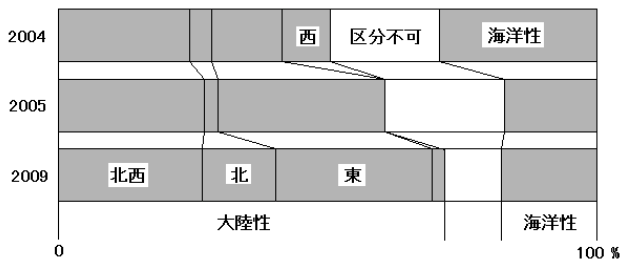 2004 西 区分不可 海洋性
2005
2009 北西 北 東
大陸性 海洋性
0 100 %